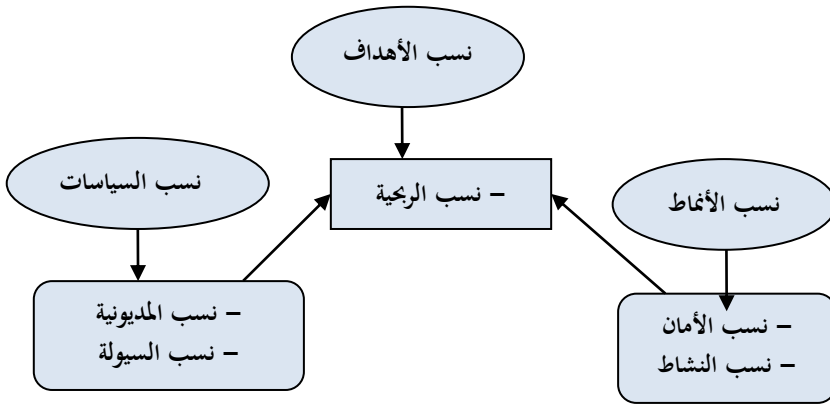 نسب الأهداف
نسب السياسات
– نسب الربحية
نسب الأنماط
– نسب المديونية
– نسب السيولة
– نسب الأمان
– نسب النشاط